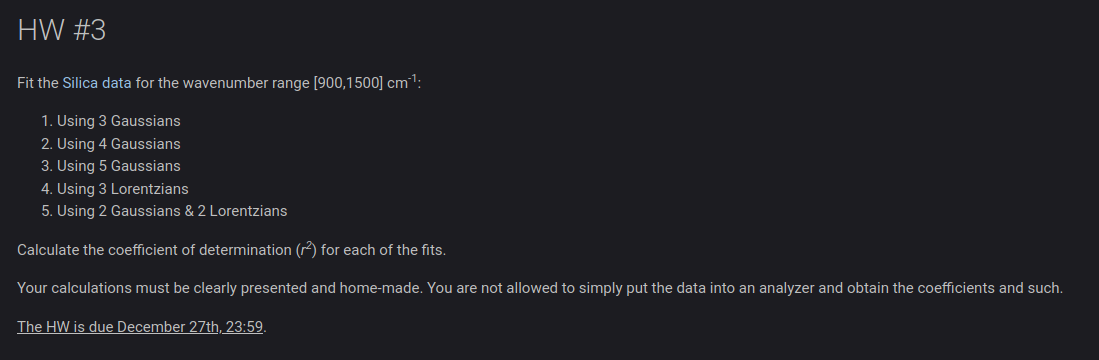 HW #3
Fit the Silica data for the wavenumber range [900,1500] cm⁻¹:
1. Using 3 Gaussians
2. Using 4 Gaussians
3. Using 5 Gaussians
4. Using 3 Lorentzians
5. Using 2 Gaussians & 2 Lorentzians
Calculate the coefficient of determination (r²) for each of the fits.
Your calculations must be clearly presented and home-made. You are not allowed to simply put the data into an analyzer and obtain the coefficients and such.
The HW is due December 27th, 23:59.